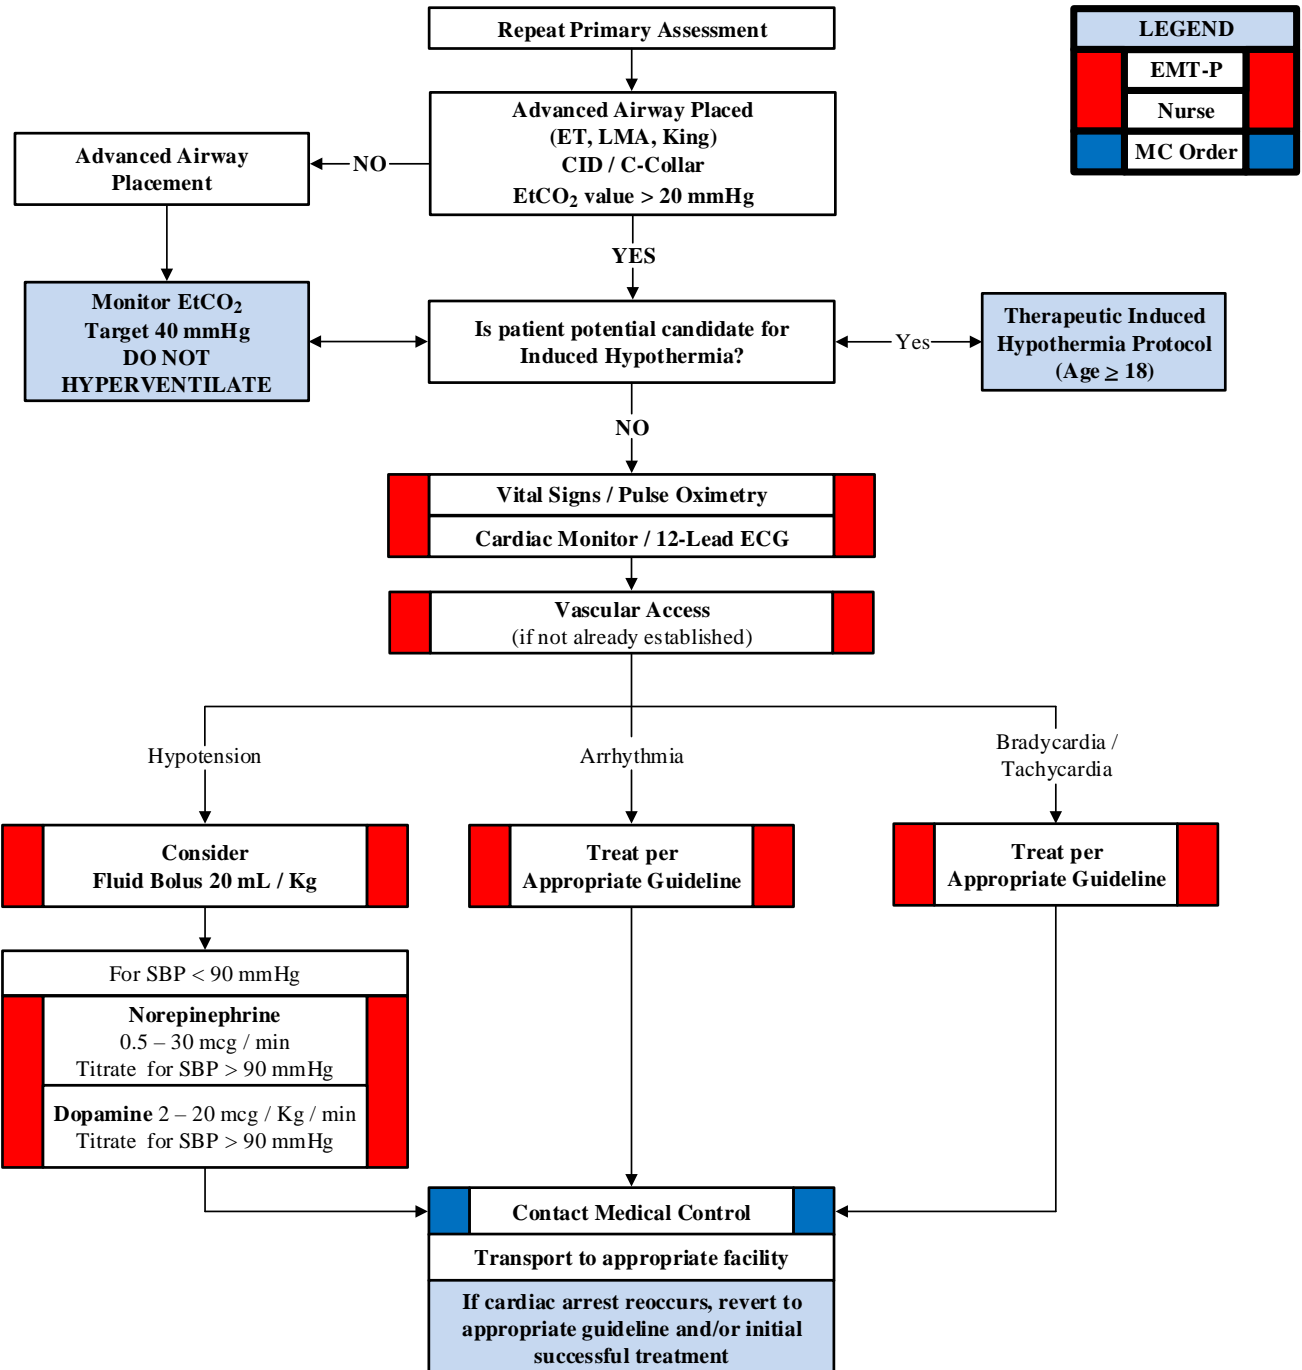 Repeat Primary Assessment
LEGEND
EMT-P
Nurse
MC Order
Advanced Airway Placed
(ET, LMA, King)
CID / C-Collar
EtCO₂ value > 20 mmHg
NO
Advanced Airway
Placement
YES
Monitor EtCO₂
Target 40 mmHg
DO NOT
HYPERVENTILATE
Is patient potential candidate for
Induced Hypothermia?
Yes
Therapeutic Induced
Hypothermia Protocol
(Age ≥ 18)
NO
Vital Signs / Pulse Oximetry
Cardiac Monitor / 12-Lead ECG
Vascular Access
(if not already established)
Hypotension
Arrhythmia
Bradycardia /
Tachycardia
Consider
Fluid Bolus 20 mL / Kg
Treat per
Appropriate Guideline
Treat per
Appropriate Guideline
For SBP < 90 mmHg
Norepinephrine
0.5 – 30 mcg / min
Titrate for SBP > 90 mmHg
Dopamine 2 – 20 mcg / Kg / min
Titrate for SBP > 90 mmHg
Contact Medical Control
Transport to appropriate facility
If cardiac arrest reoccurs, revert to
appropriate guideline and/or initial
successful treatment